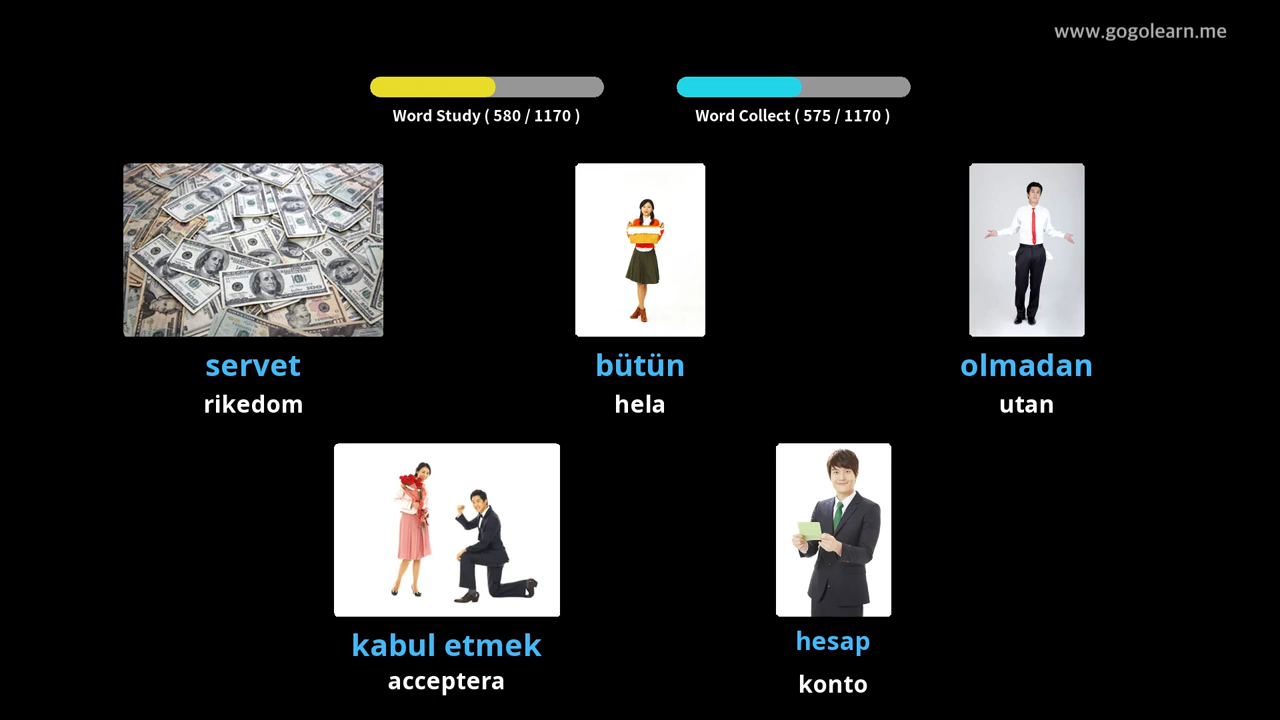 www.gogolearn.me
Word Study ( 580 / 1170 )
Word Collect ( 575 / 1170 )
servet
rikedom
bütün
hela
olmadan
utan
kabul etmek
acceptera
hesap
konto